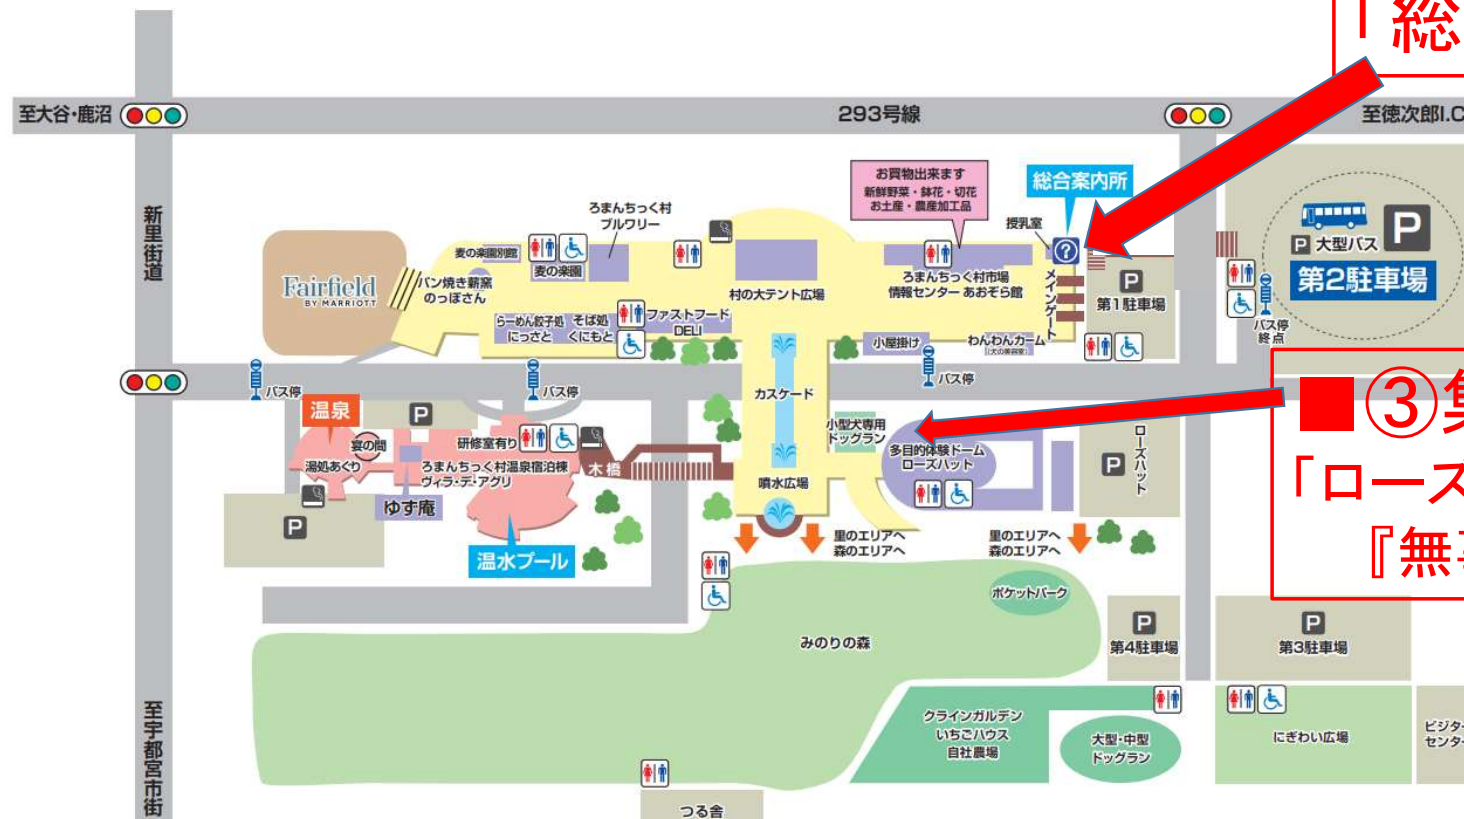 「総
至大谷・鹿沼
293号線
至徳次郎I.C
新里街道
お買物出来ます
新鮮野菜・鉢花・切花
お土産・農産加工品
総合案内所
授乳室
?
ろまんちっく村
ブルワリー
麦の楽園別館
麦の楽園
Fairfield
BY MARRIOTT
パン焼き薪窯
のっぽさん
村の大テント広場
ろまんちっく村市場
情報センター あおぞら館
メインゲート
P
第1駐車場
P 大型バス P
第2駐車場
バス停
終点
らーめん餃子処
にっさと
そば処
くにもと
ファストフード
DELI
小屋掛け
わんわんカーム
(犬の美容室)
バス停
バス停
バス停
カスケード
温泉
P
宴の間
湯処あぐり
研修室有り
ろまんちっく村温泉宿泊棟
ヴィラ・デ・アグリ
木橋
ゆず庵
P
温水プール
小型犬専用
ドッグラン
多目的体験ドーム
ローズハット
噴水広場
P
ローズハット
■③集
「ローズ
『無事
里のエリアへ
森のエリアへ
里のエリアへ
森のエリアへ
ポケットパーク
みのりの森
P
第4駐車場
P
第3駐車場
クラインガルデン
いちごハウス
自社農場
大型・中型
ドッグラン
にぎわい広場
ビジター
センター
至宇都宮市街
つる舎